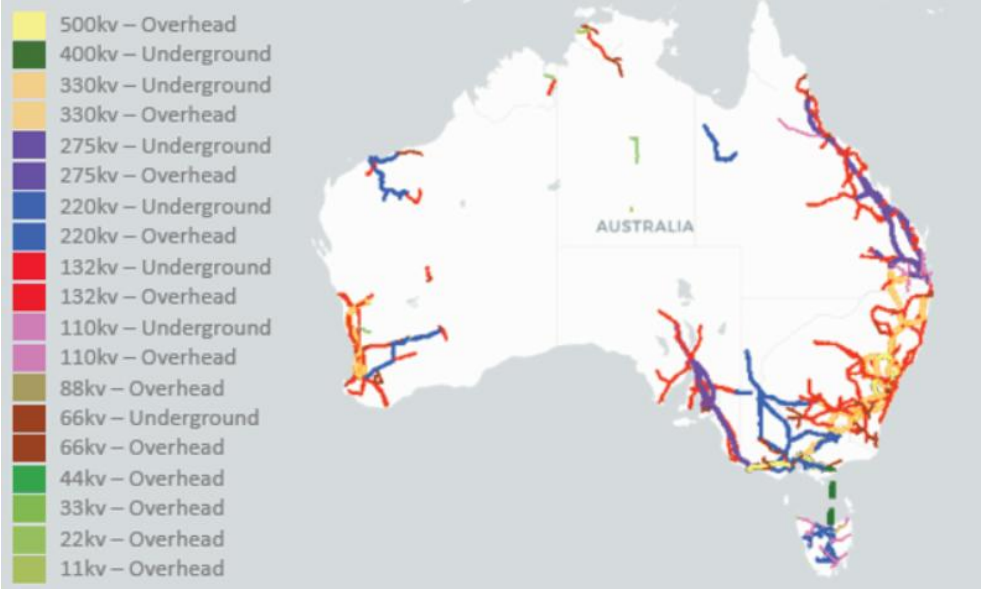 500kv – Overhead
400kv – Underground
330kv – Underground
330kv – Overhead
275kv – Underground
275kv – Overhead
220kv – Underground
220kv – Overhead
132kv – Underground
132kv – Overhead
110kv – Underground
110kv – Overhead
88kv – Overhead
66kv – Underground
66kv – Overhead
44kv – Overhead
33kv – Overhead
22kv – Overhead
11kv – Overhead
AUSTRALIA